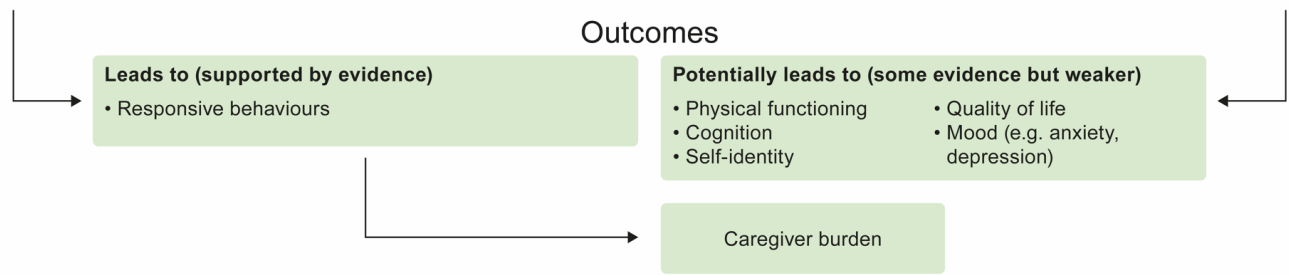 Outcomes
Leads to (supported by evidence)
• Responsive behaviours
Potentially leads to (some evidence but weaker)
• Physical functioning
• Cognition
• Self-identity
• Quality of life
• Mood (e.g. anxiety,
depression)
Caregiver burden